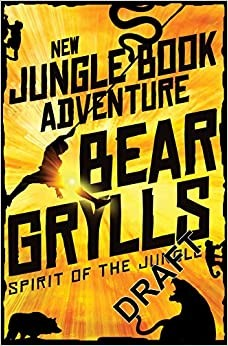 NEW
JUNGLE BOOK
ADVENTURE
BEAR
GRYLLS
SPIRIT OF THE JUNGLE
DRAFT